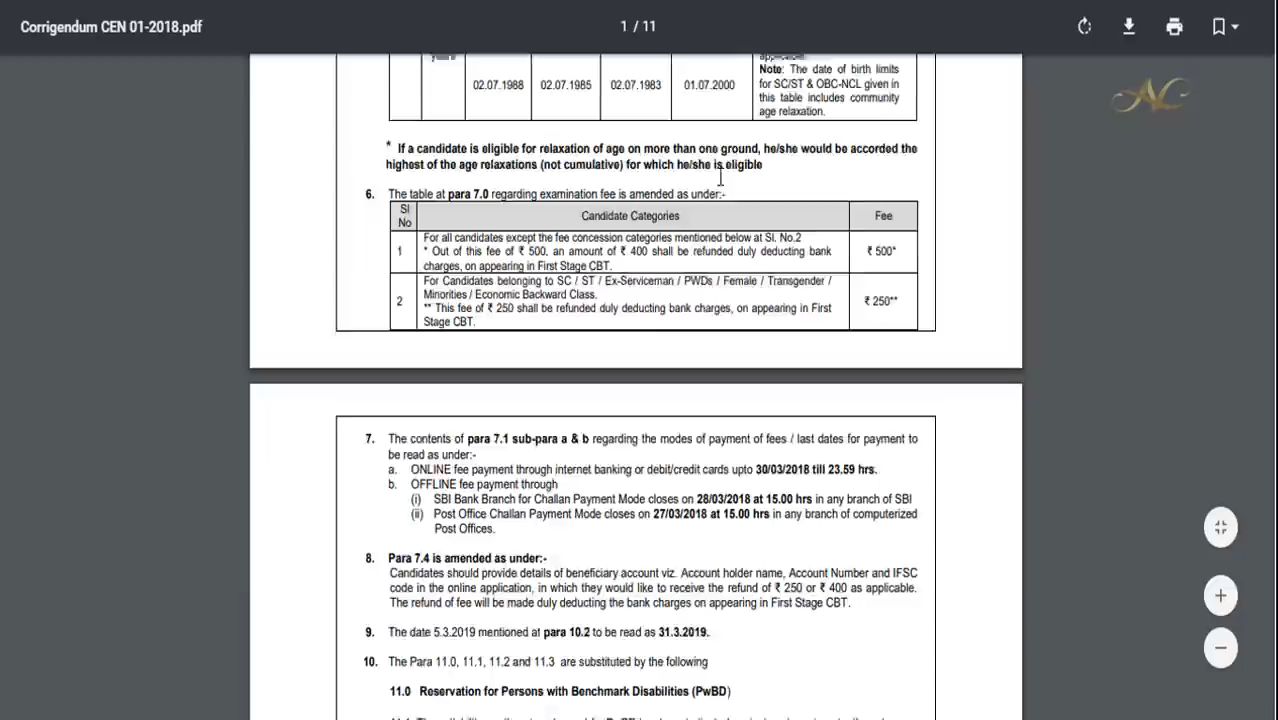 Corrigendum CEN 01-2018.pdf
1 / 11
02.07.1988 02.07.1985 02.07.1983 01.07.2000
Note: The date of birth limits
for SC/ST & OBC-NCL given in
this table includes community
age relaxation.
* If a candidate is eligible for relaxation of age on more than one ground, he/she would be accorded the
highest of the age relaxations (not cumulative) for which he/she is eligible
6. The table at para 7.0 regarding examination fee is amended as under:-
Sl No Candidate Categories Fee
1 For all candidates except the fee concession categories mentioned below at Sl. No.2
* Out of this fee of ₹ 500, an amount of ₹ 400 shall be refunded duly deducting bank ₹ 500*
charges, on appearing in First Stage CBT.
For Candidates belonging to SC / ST / Ex-Serviceman / PWDs / Female / Transgender /
Minorities / Economic Backward Class.
2 ** This fee of ₹ 250 shall be refunded duly deducting bank charges, on appearing in First ₹ 250**
Stage CBT.
7. The contents of para 7.1 sub-para a & b regarding the modes of payment of fees / last dates for payment to
be read as under:-
a. ONLINE fee payment through internet banking or debit/credit cards upto 30/03/2018 till 23.59 hrs.
b. OFFLINE fee payment through
(i) SBI Bank Branch for Challan Payment Mode closes on 28/03/2018 at 15.00 hrs in any branch of SBI
(ii) Post Office Challan Payment Mode closes on 27/03/2018 at 15.00 hrs in any branch of computerized
Post Offices.
8. Para 7.4 is amended as under:-
Candidates should provide details of beneficiary account viz. Account holder name, Account Number and IFSC
code in the online application, in which they would like to receive the refund of ₹ 250 or ₹ 400 as applicable.
The refund of fee will be made duly deducting the bank charges on appearing in First Stage CBT.
9. The date 5.3.2019 mentioned at para 10.2 to be read as 31.3.2019.
10. The Para 11.0, 11.1, 11.2 and 11.3 are substituted by the following
11.0 Reservation for Persons with Benchmark Disabilities (PwBD)
AC